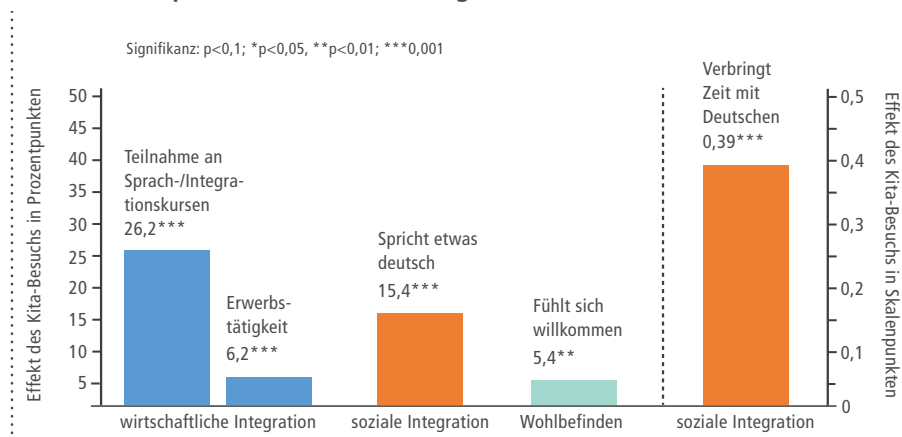 Signifikanz: p<0,1; *p<0,05, **p<0,01; ***0,001
Effekt des Kita-Besuchs in Prozentpunkten
50
45
40
35
30
25
20
15
10
5
Teilnahme an
Sprach-/Integra-
tionskursen
26,2***
Erwerbs-
tätigkeit
6,2***
Spricht etwas
deutsch
15,4***
Fühlt sich
willkommen
5,4**
Verbringt
Zeit mit
Deutschen
0,39***
0,5
0,4
0,3
0,2
0,1
0
Effekt des Kita-Besuchs in Skalenpunkten
wirtschaftliche Integration
soziale Integration
Wohlbefinden
soziale Integration